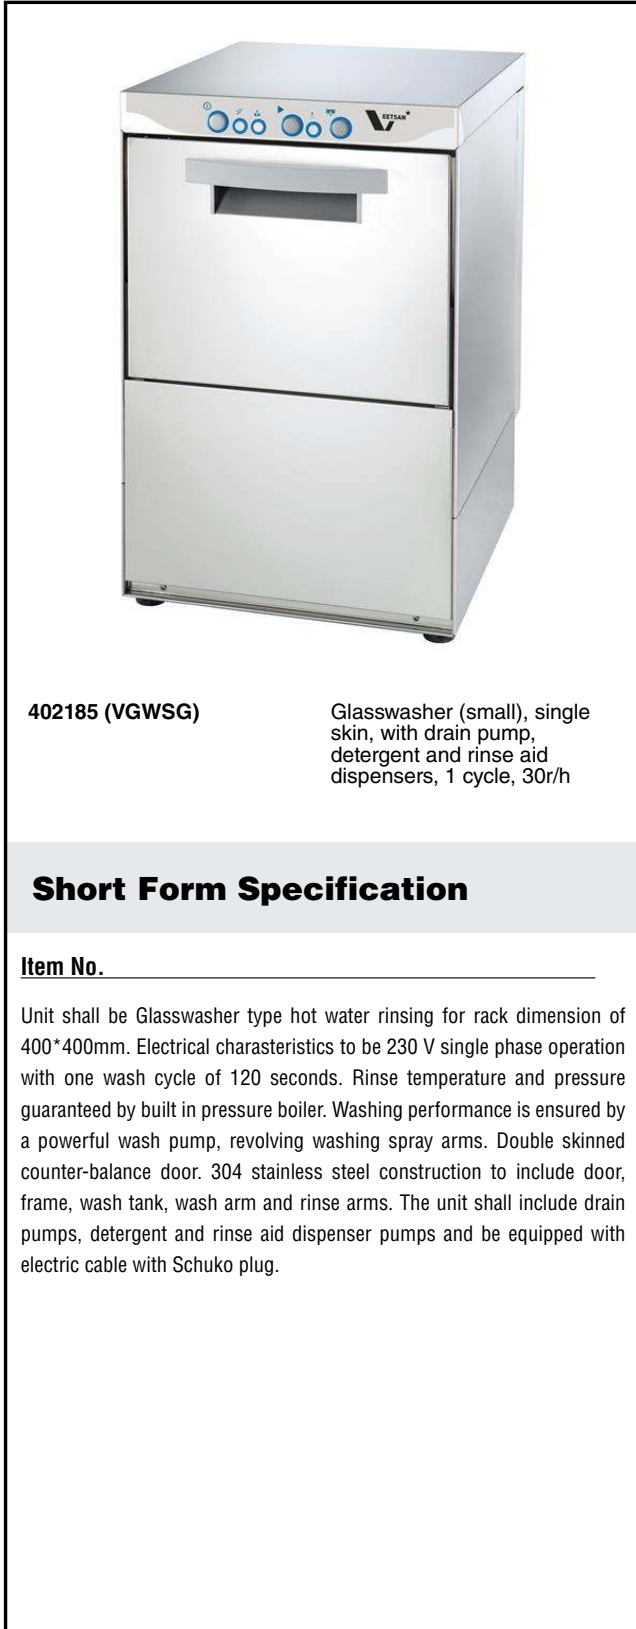 EETSAN
402185 (VGWSG)
Glasswasher (small), single
skin, with drain pump,
detergent and rinse aid
dispensers, 1 cycle, 30r/h
Short Form Specification
Item No.
Unit shall be Glasswasher type hot water rinsing for rack dimension of
400*400mm. Electrical charasteristics to be 230 V single phase operation
with one wash cycle of 120 seconds. Rinse temperature and pressure
guaranteed by built in pressure boiler. Washing performance is ensured by
a powerful wash pump, revolving washing spray arms. Double skinned
counter-balance door. 304 stainless steel construction to include door,
frame, wash tank, wash arm and rinse arms. The unit shall include drain
pumps, detergent and rinse aid dispenser pumps and be equipped with
electric cable with Schuko plug.